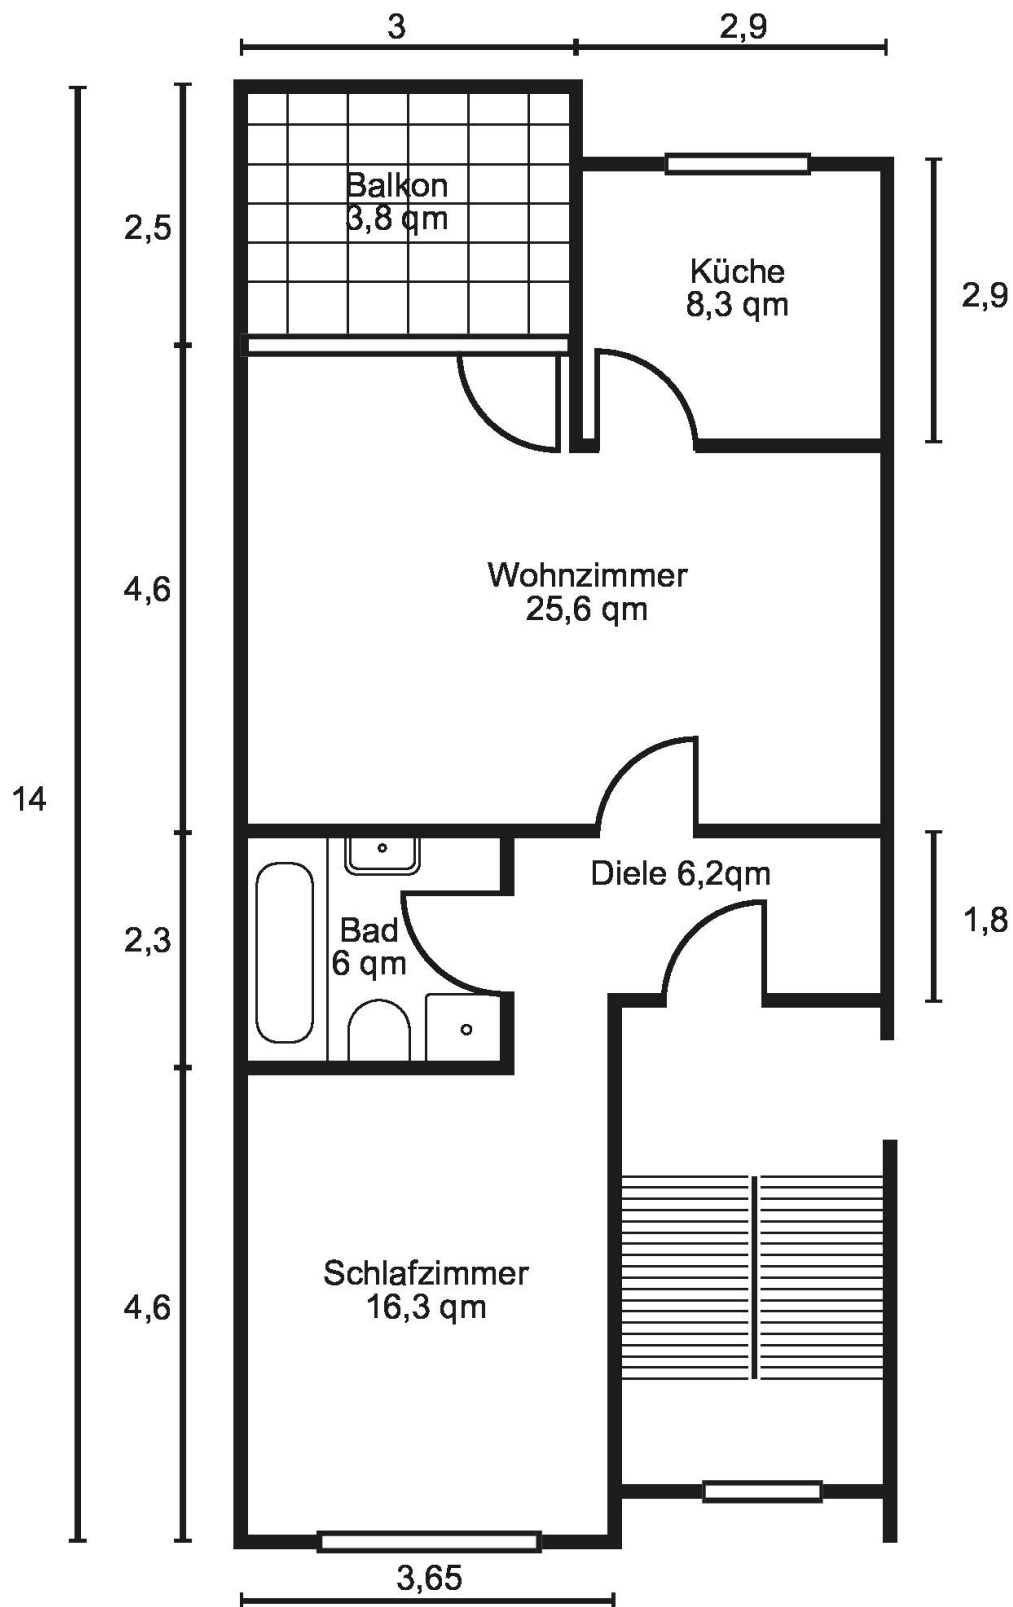 3
2,9
Balkon
3,8 qm
2,5
Küche
8,3 qm
2,9
Wohnzimmer
25,6 qm
4,6
14
Diele 6,2qm
1,8
Bad
6 qm
2,3
Schlafzimmer
16,3 qm
4,6
3,65